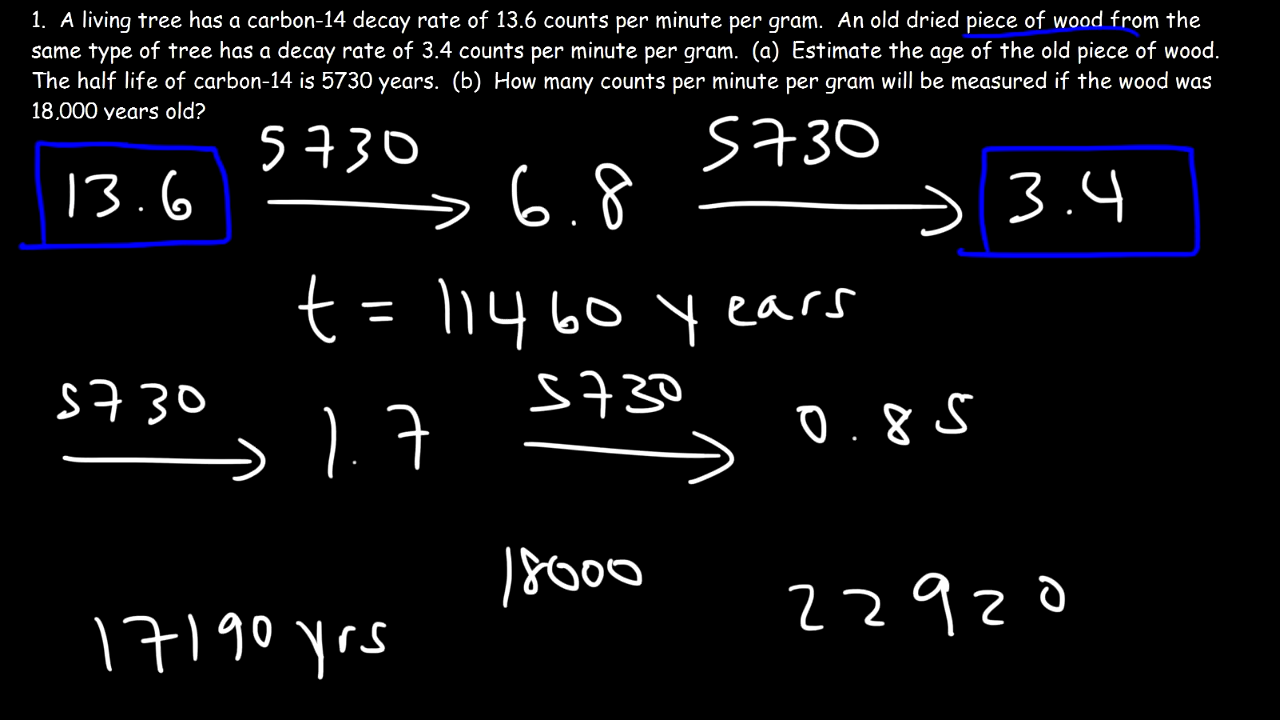 1. A living tree has a carbon-14 decay rate of 13.6 counts per minute per gram. An old dried piece of wood from the
same type of tree has a decay rate of 3.4 counts per minute per gram. (a) Estimate the age of the old piece of wood.
The half life of carbon-14 is 5730 years. (b) How many counts per minute per gram will be measured if the wood was
18,000 years old?
5730 5730
13.6 → 6.8 → 3.4
t = 11460 years
5730 5730
→ 1.7 → 0.85
18000
17190 yrs 22920